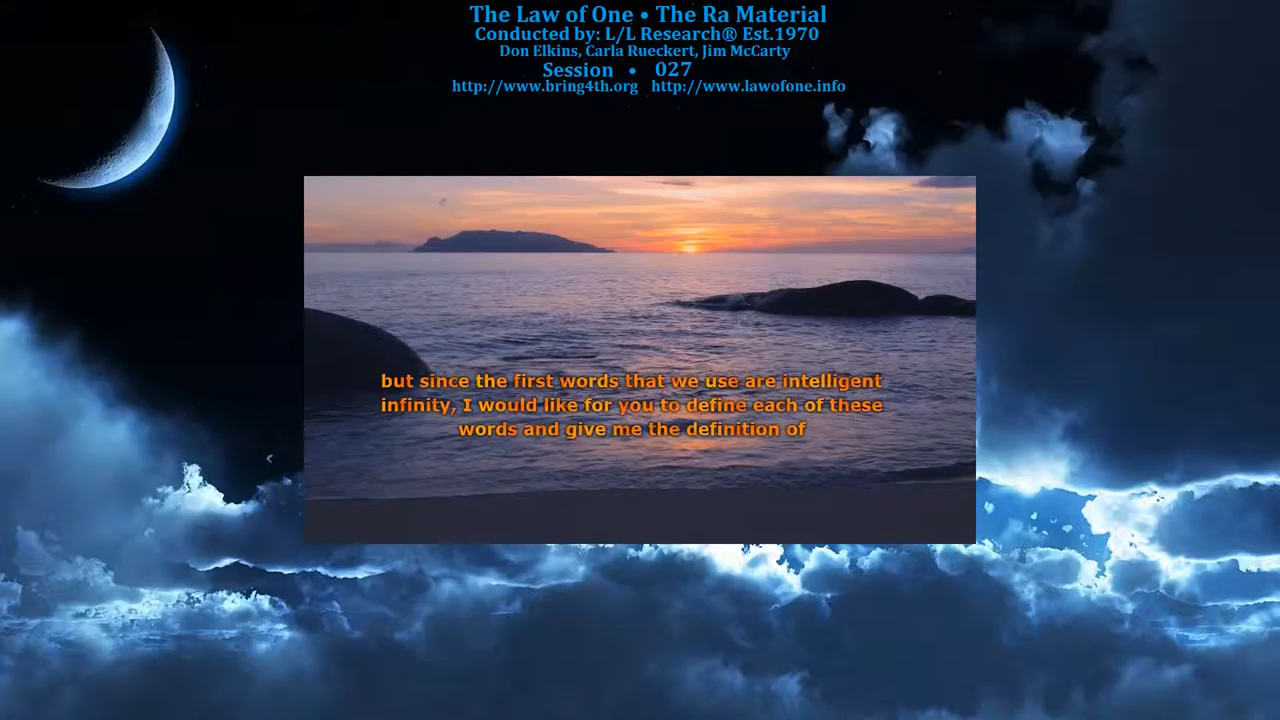 The Law of One • The Ra Material
Conducted by: L/L Research® Est.1970
Don Elkins, Carla Rueckert, Jim McCarty
Session • 027
http://www.bring4th.org http://www.lawofone.info
but since the first words that we use are intelligent
infinity, I would like for you to define each of these
words and give me the definition of